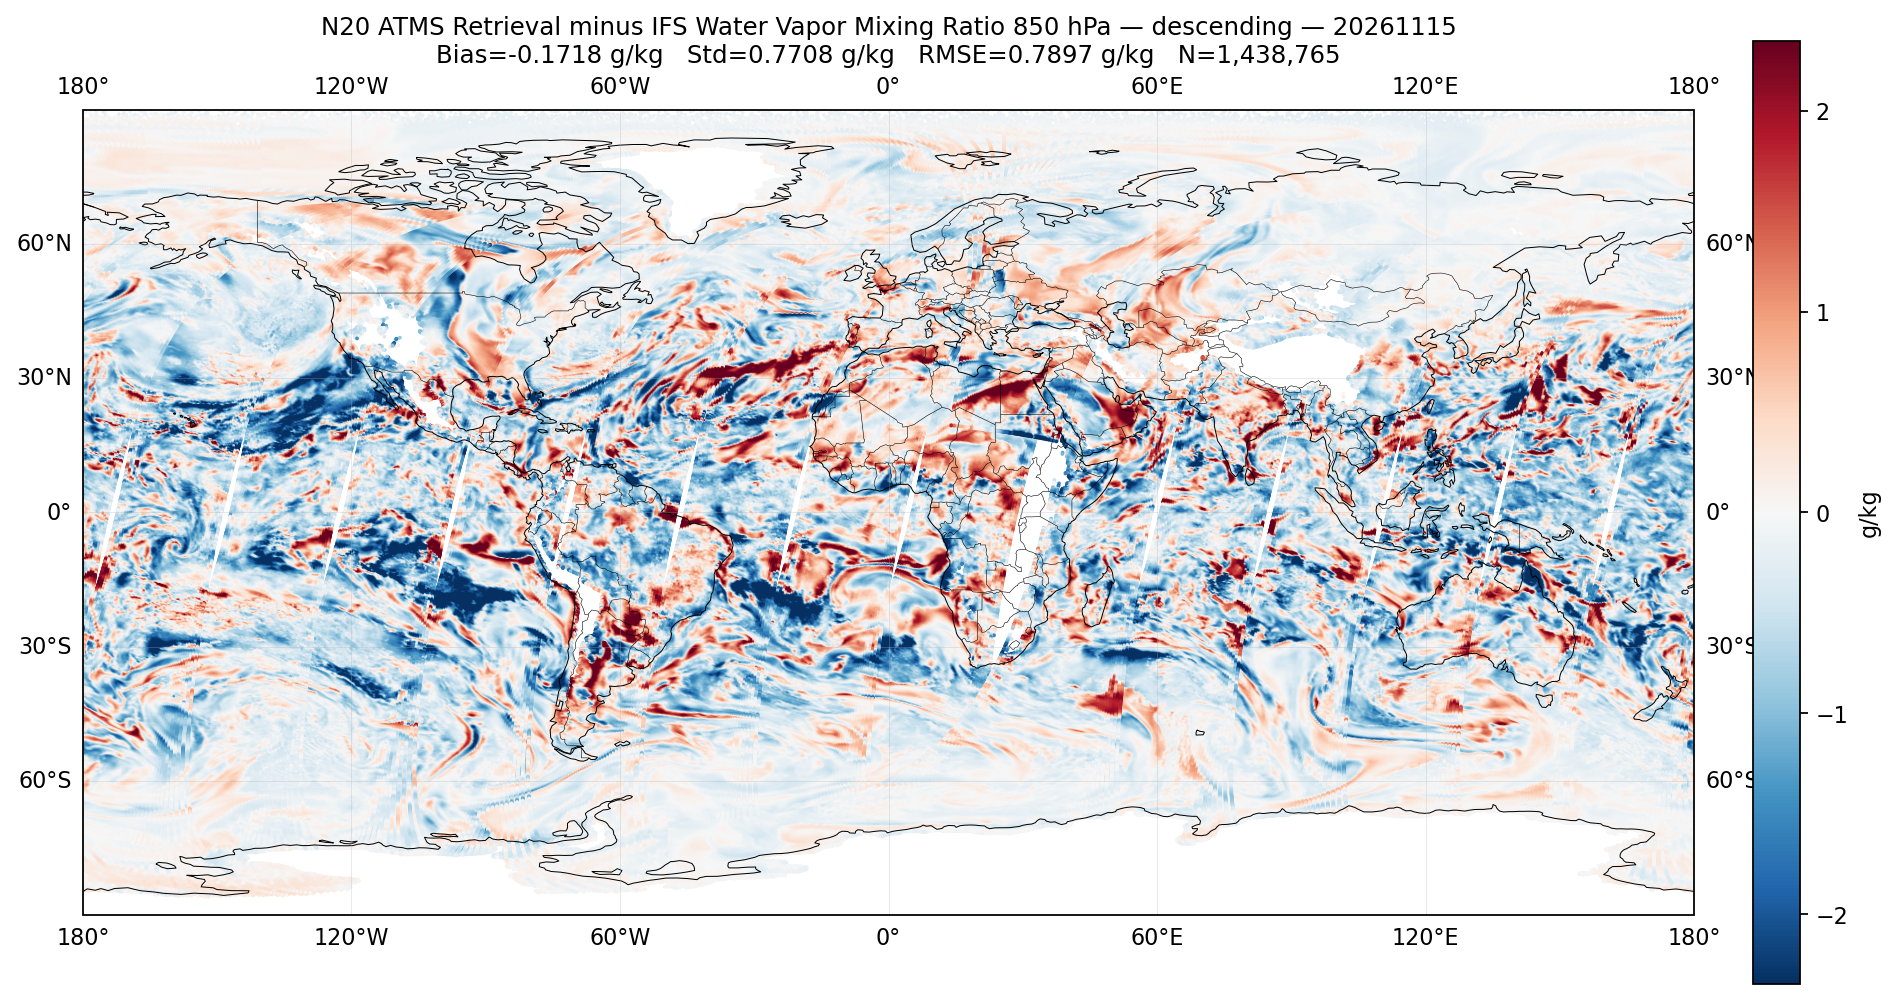 N20 ATMS Retrieval minus IFS Water Vapor Mixing Ratio 850 hPa — descending — 20261115
Bias=-0.1718 g/kg   Std=0.7708 g/kg   RMSE=0.7897 g/kg   N=1,438,765
180° 120°W 60°W 0° 60°E 120°E 180°
60°N 60°N
30°N 30°N
0° 0°
30°S 30°S
60°S 60°S
180° 120°W 60°W 0° 60°E 120°E 180°
2
1
0
−1
−2
g/kg